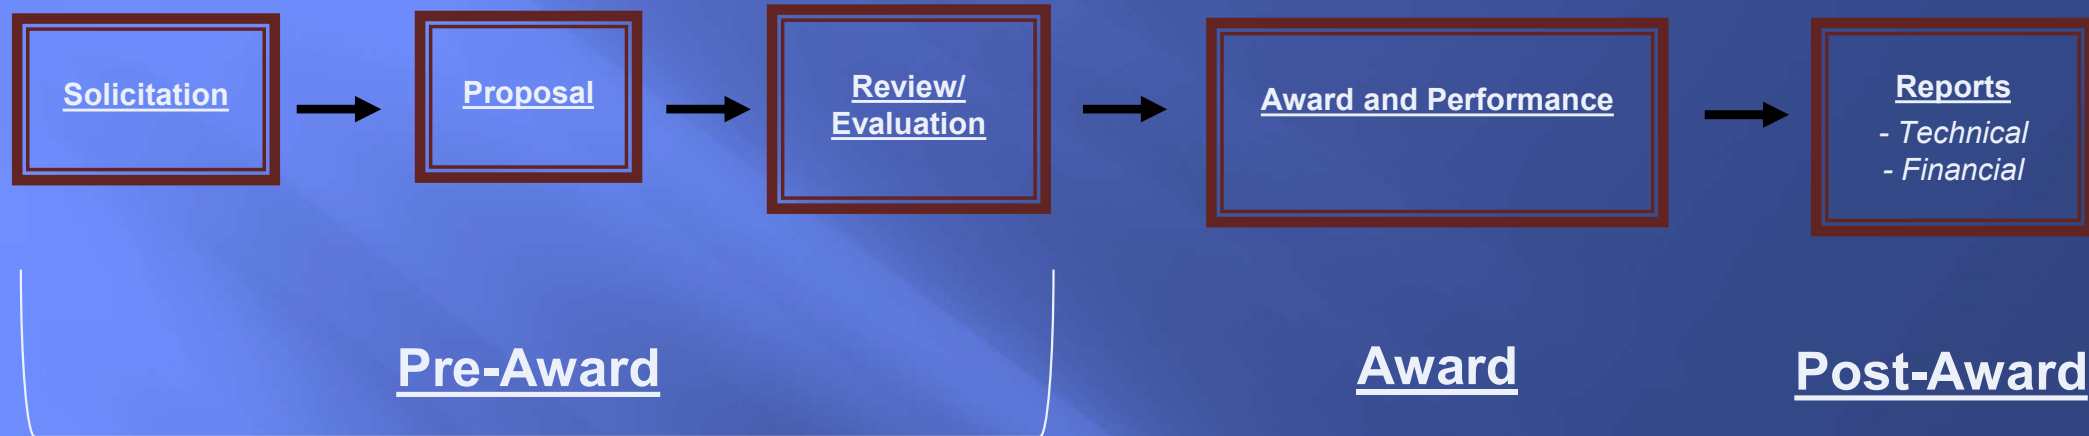 Solicitation
Proposal
Review/
Evaluation
Award and Performance
Reports
- Technical
- Financial
Pre-Award
Award
Post-Award